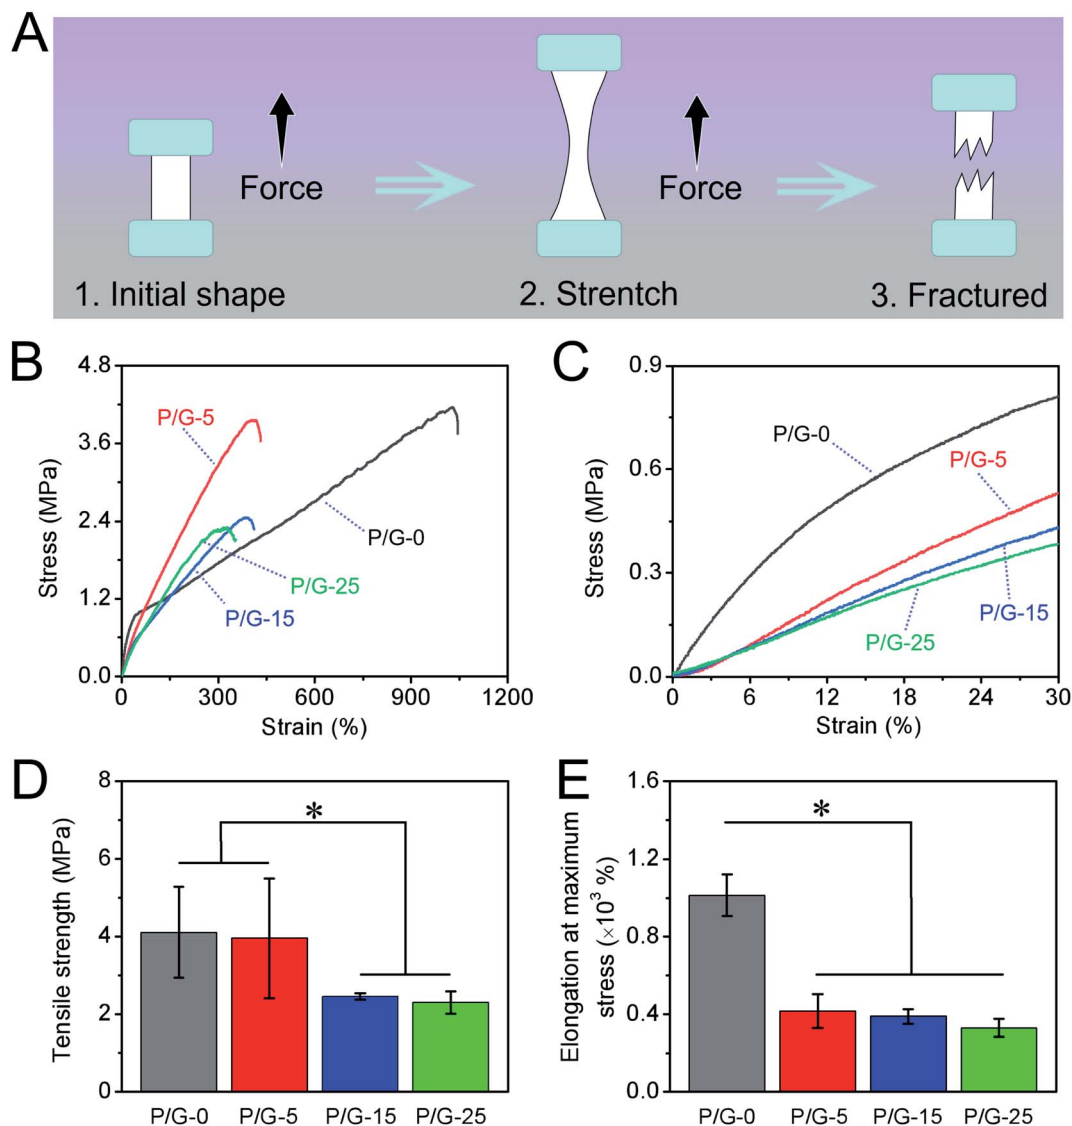 A
Force
Force
1. Initial shape
2. Strentch
3. Fractured
B
4.8
3.6
2.4
1.2
0.0
Stress (MPa)
P/G-5
P/G-0
P/G-25
P/G-15
0
300
600
900
1200
Strain (%)
C
0.9
0.6
0.3
0.0
Stress (MPa)
P/G-0
P/G-5
P/G-15
P/G-25
0
6
12
18
24
30
Strain (%)
D
8
6
4
2
0
Tensile strength (MPa)
*
P/G-0
P/G-5
P/G-15
P/G-25
E
1.6
1.2
0.8
0.4
0.0
Elongation at maximum
stress (×10³ %)
*
P/G-0
P/G-5
P/G-15
P/G-25